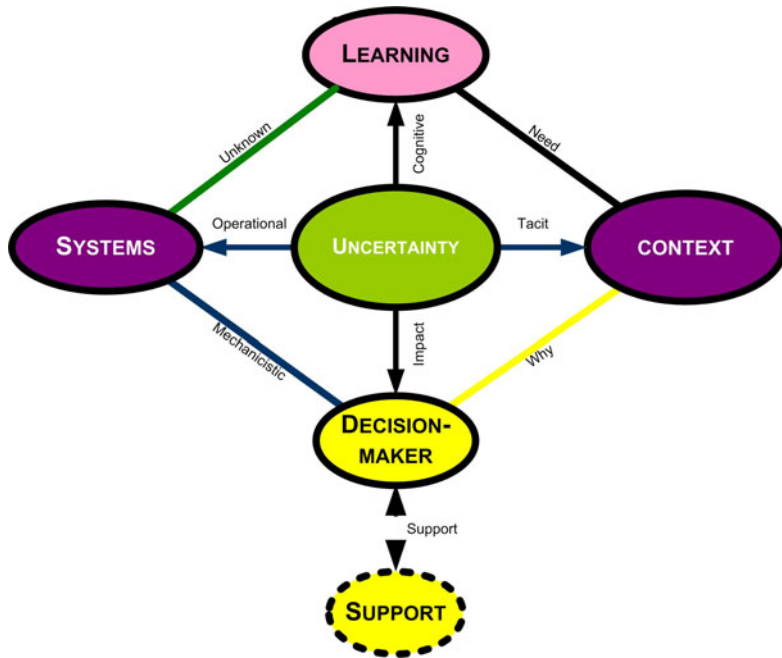 LEARNING
Unknown
Cognitive
Need
SYSTEMS
Operational
UNCERTAINTY
Tacit
CONTEXT
Mechanicistic
Impact
Why
DECISION-
MAKER
Support
SUPPORT